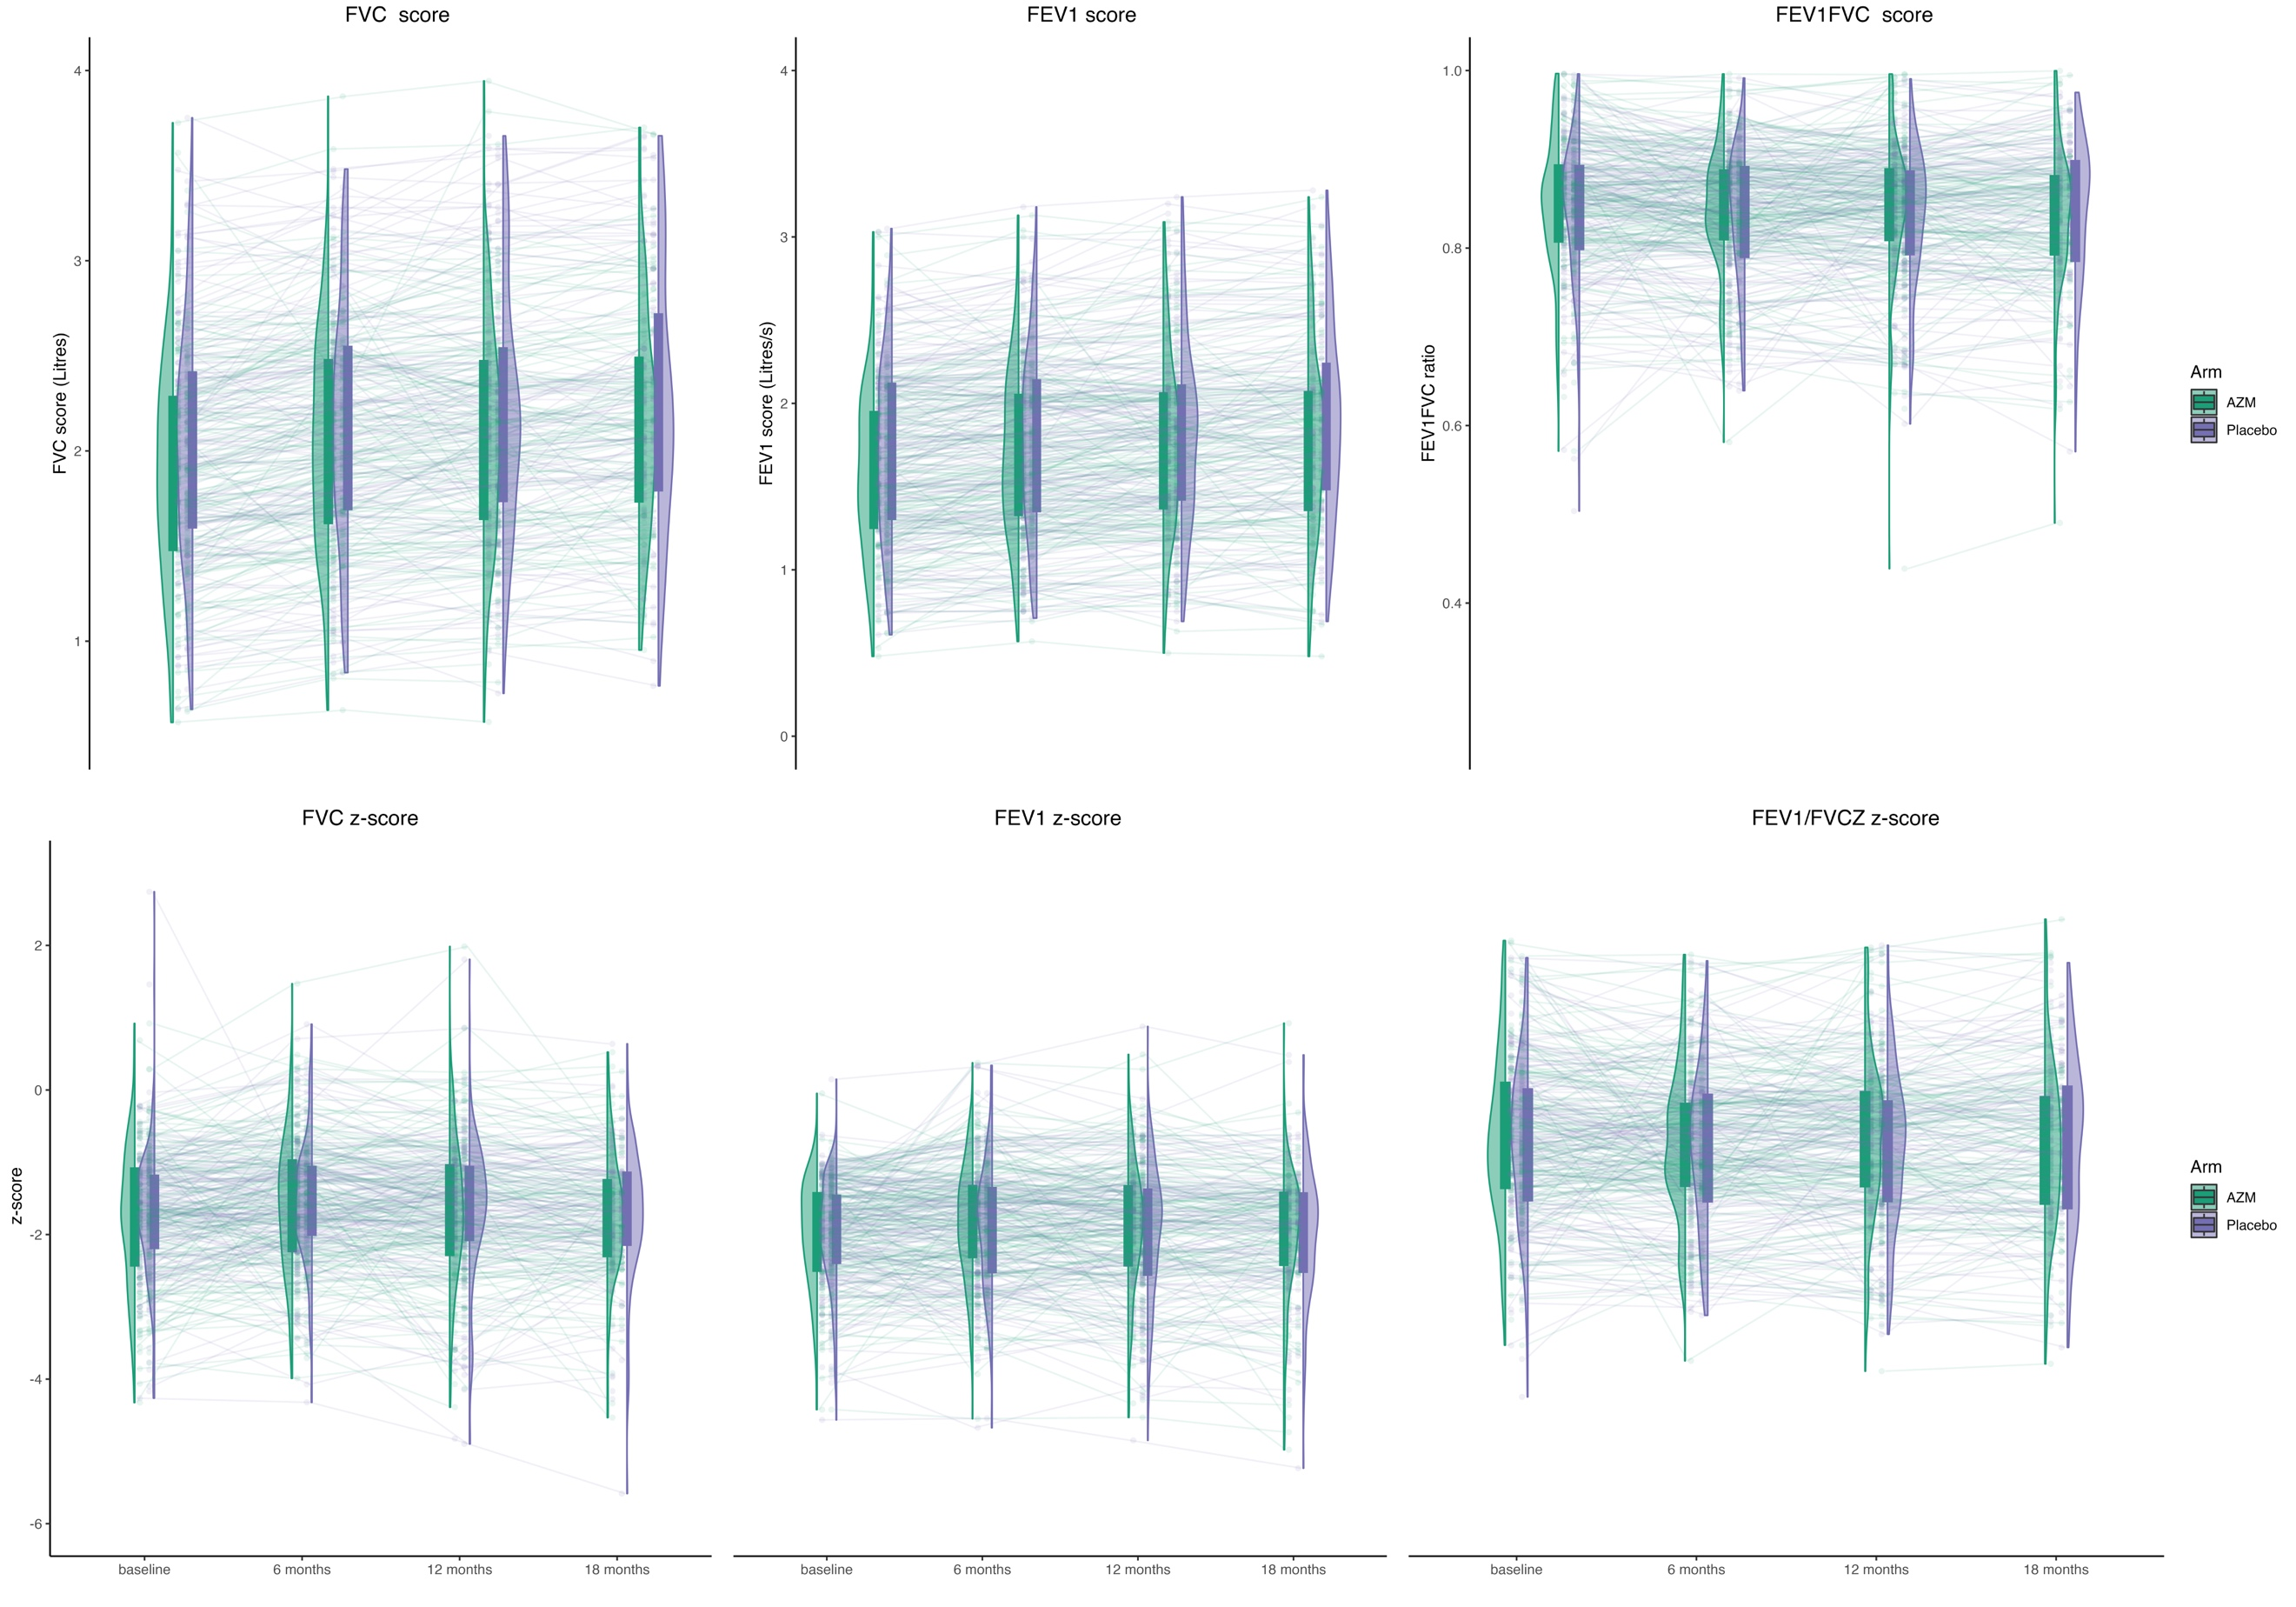 FVC  score
FEV1 score
FEV1FVC  score
FVC score (Litres)
4
3
2
1
FEV1 score (Litres/s)
4
3
2
1
0
FEV1FVC ratio
1.0
0.8
0.6
0.4
Arm
AZM
Placebo
FVC z-score
FEV1 z-score
FEV1/FVCZ z-score
z-score
2
0
-2
-4
-6
baseline
6 months
12 months
18 months
baseline
6 months
12 months
18 months
baseline
6 months
12 months
18 months
Arm
AZM
Placebo